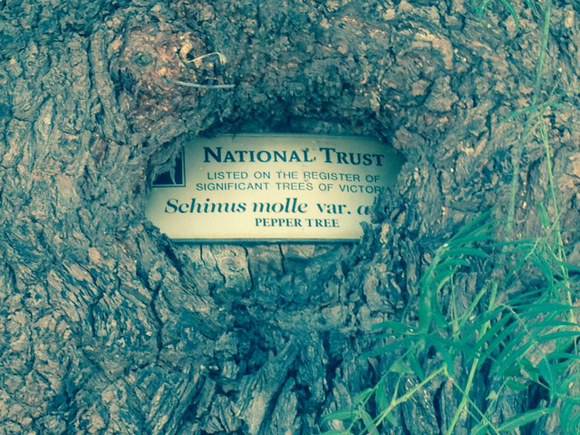 NATIONAL TRUST
LISTED ON THE REGISTER OF
SIGNIFICANT TREES OF VICTORIA
Schinus molle var. a
PEPPER TREE